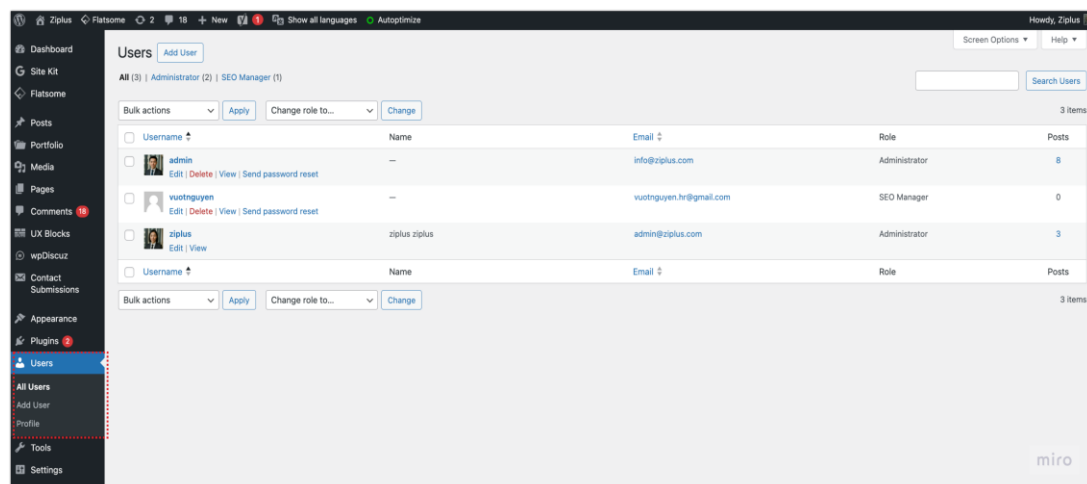 Ziplus Flatsome 2 18 + New 1 Show all languages Autoptimize Howdy, Ziplus
Screen Options ▼ Help ▼
Dashboard
Site Kit
Flatsome
Posts
Portfolio
Media
Pages
Comments 18
UX Blocks
wpDiscuz
Contact
Submissions
Appearance
Plugins 2
Users
All Users
Add User
Profile
Tools
Settings
Users Add User
All (3) | Administrator (2) | SEO Manager (1)
Search Users
Bulk actions Apply Change role to... Change 3 items
Username Name Email Role Posts
admin — info@ziplus.com Administrator 8
Edit | Delete | View | Send password reset
vuotnguyen — vuotnguyen.hr@gmail.com SEO Manager 0
Edit | Delete | View | Send password reset
ziplus ziplus ziplus admin@ziplus.com Administrator 3
Edit | View
Username Name Email Role Posts
Bulk actions Apply Change role to... Change 3 items
miro